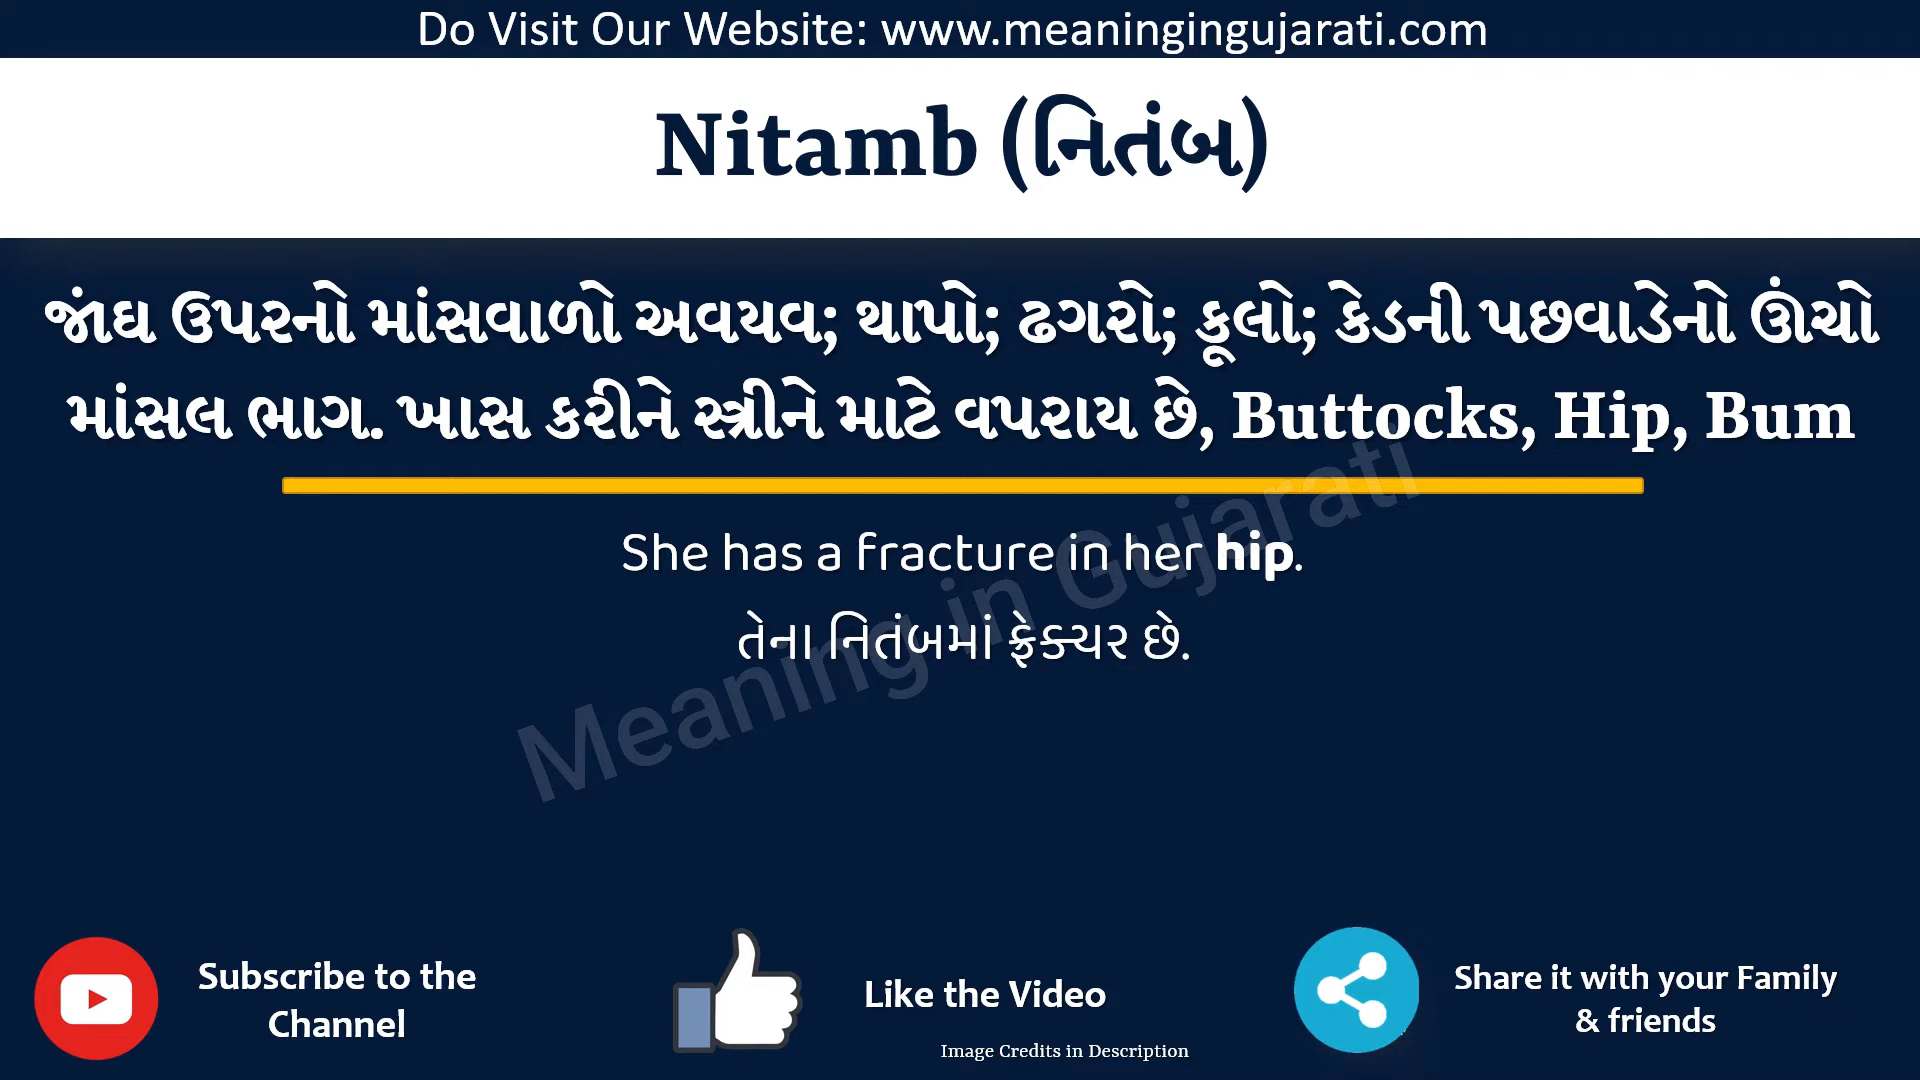 Do Visit Our Website: www.meaningingujarati.com
Nitamb (નિતંબ)
જાંઘ ઉપરનો માંસવાળો અવયવ; થાપો; ઢગરો; કૂલો; કેડની પછવાડેનો ઊંચો
માંસલ ભાગ. ખાસ કરીને સ્ત્રીને માટે વપરાય છે, Buttocks, Hip, Bum
She has a fracture in her hip.
તેના નિતંબમાં ફ્રેક્ચર છે.
Meaning in Gujarati
Subscribe to the
Channel
Like the Video
Share it with your Family
& friends
Image Credits in Description